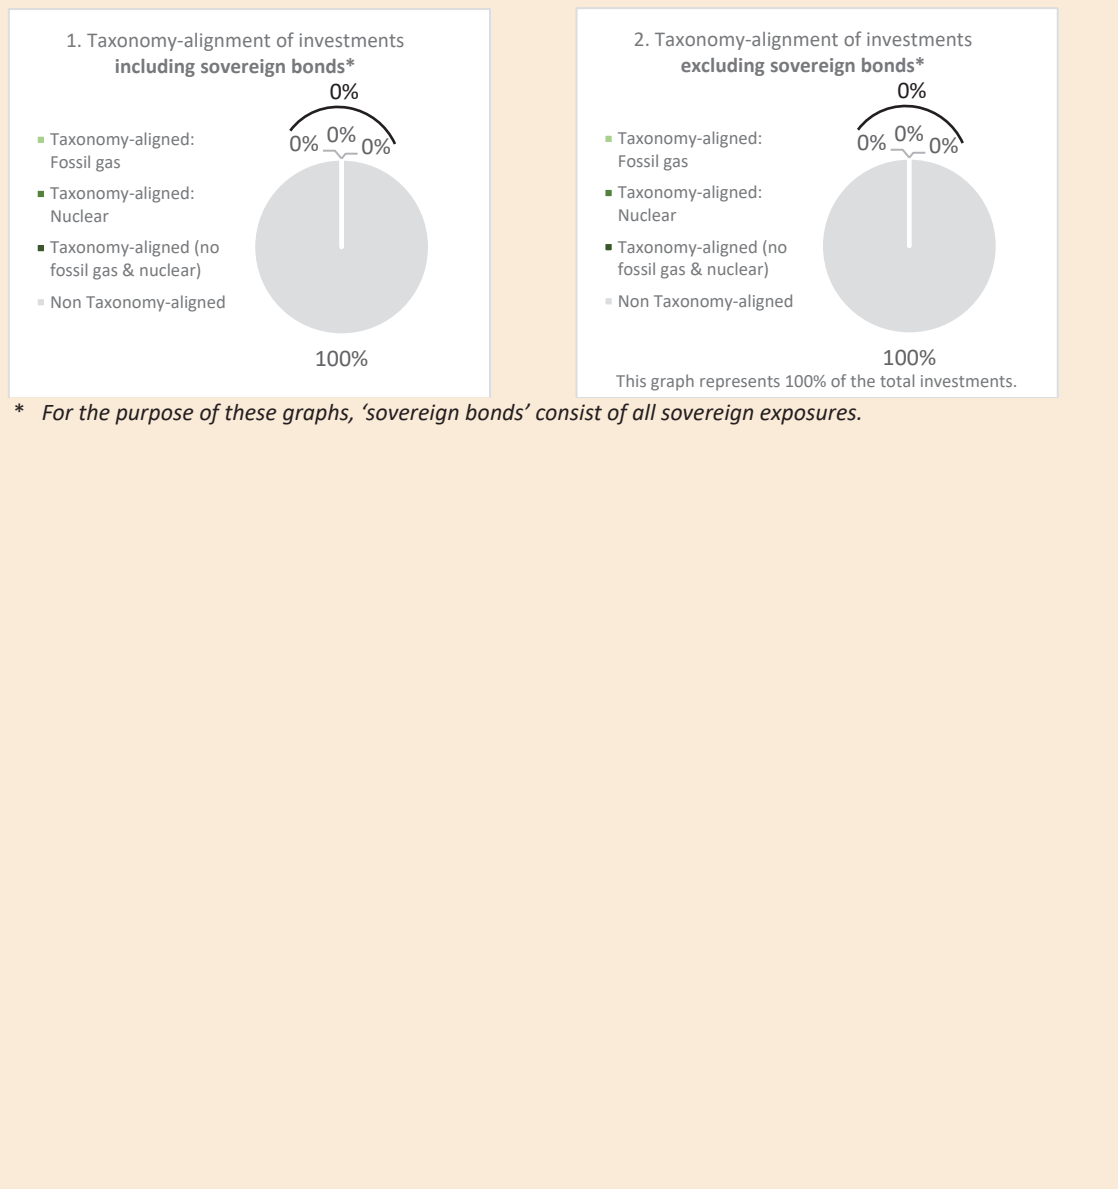 1. Taxonomy-alignment of investments
including sovereign bonds*
0%
0%
0%
0%
Taxonomy-aligned:
Fossil gas
Taxonomy-aligned:
Nuclear
Taxonomy-aligned (no
fossil gas & nuclear)
Non Taxonomy-aligned
100%
2. Taxonomy-alignment of investments
excluding sovereign bonds*
0%
0%
0%
0%
Taxonomy-aligned:
Fossil gas
Taxonomy-aligned:
Nuclear
Taxonomy-aligned (no
fossil gas & nuclear)
Non Taxonomy-aligned
100%
This graph represents 100% of the total investments.
* For the purpose of these graphs, ‘sovereign bonds’ consist of all sovereign exposures.